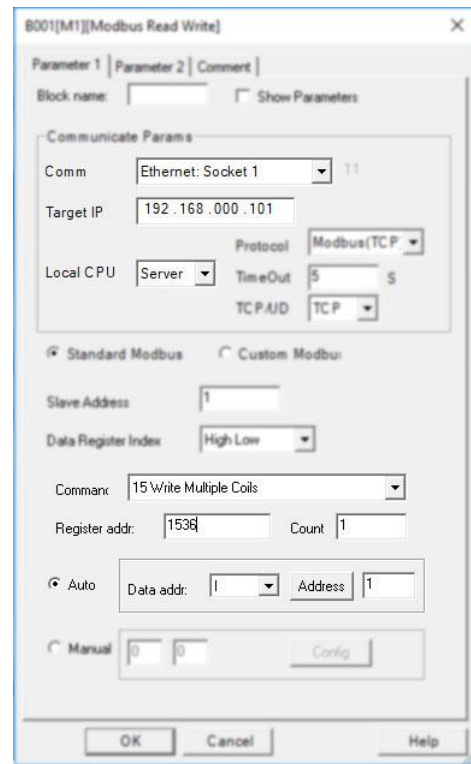 B001[M1][Modbus Read Write]
Parameter 1 Parameter 2 Comment
Block name: Show Parameters
Communicate Params
Comm Ethernet: Socket 1 11
Target IP 192 .168 .000 .101
Protocol Modbus(TCP
Local CPU Server TimeOut 5 S
TCP/UD TCP
Standard Modbus Custom Modbu:
Slave Address 1
Data Register Index High Low
Command 15 Write Multiple Coils
Register addr: 1536 Count 1
Auto Data addr: I Address 1
Manual 0 0 Config
OK Cancel Help